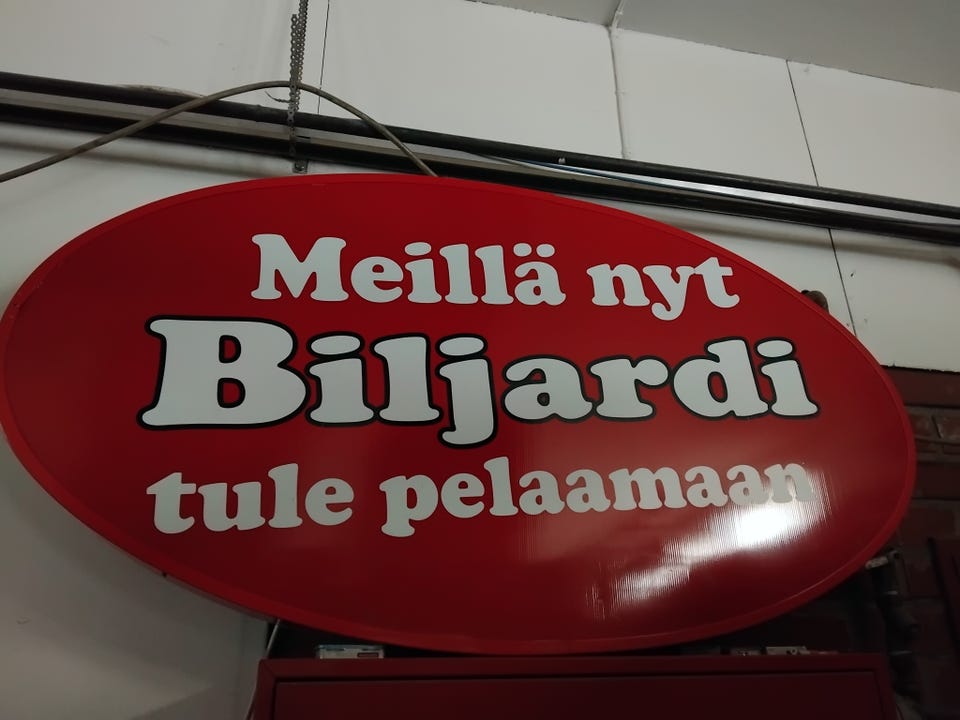 Meillä nyt
Biljardi
tule pelaamaan